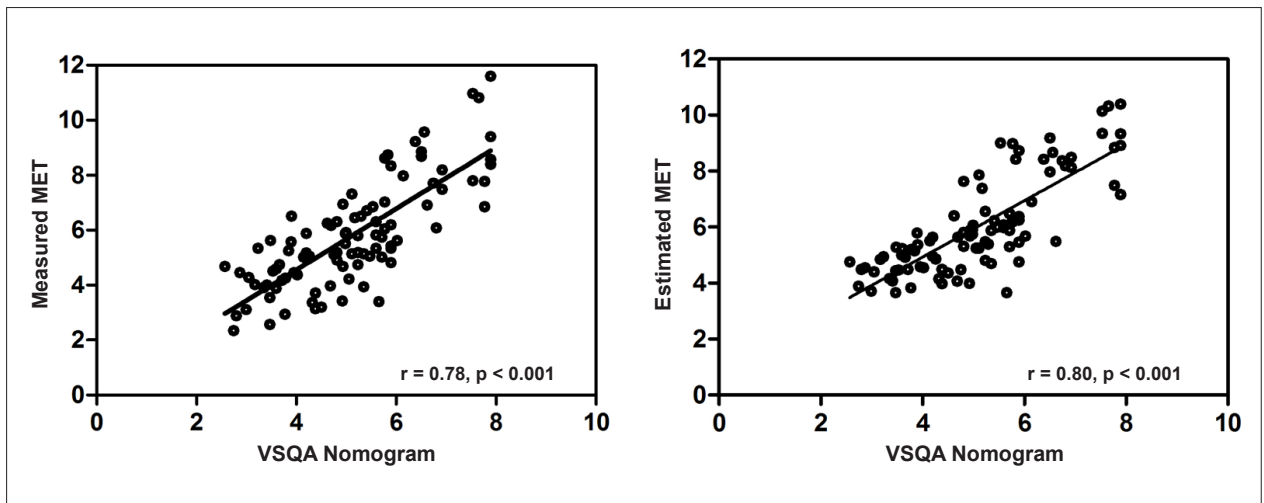 12
10
8
6
4
2
0
0 2 4 6 8 10
Measured MET
VSQA Nomogram
r = 0.78, p < 0.001
12
10
8
6
4
2
0
0 2 4 6 8 10
Estimated MET
VSQA Nomogram
r = 0.80, p < 0.001